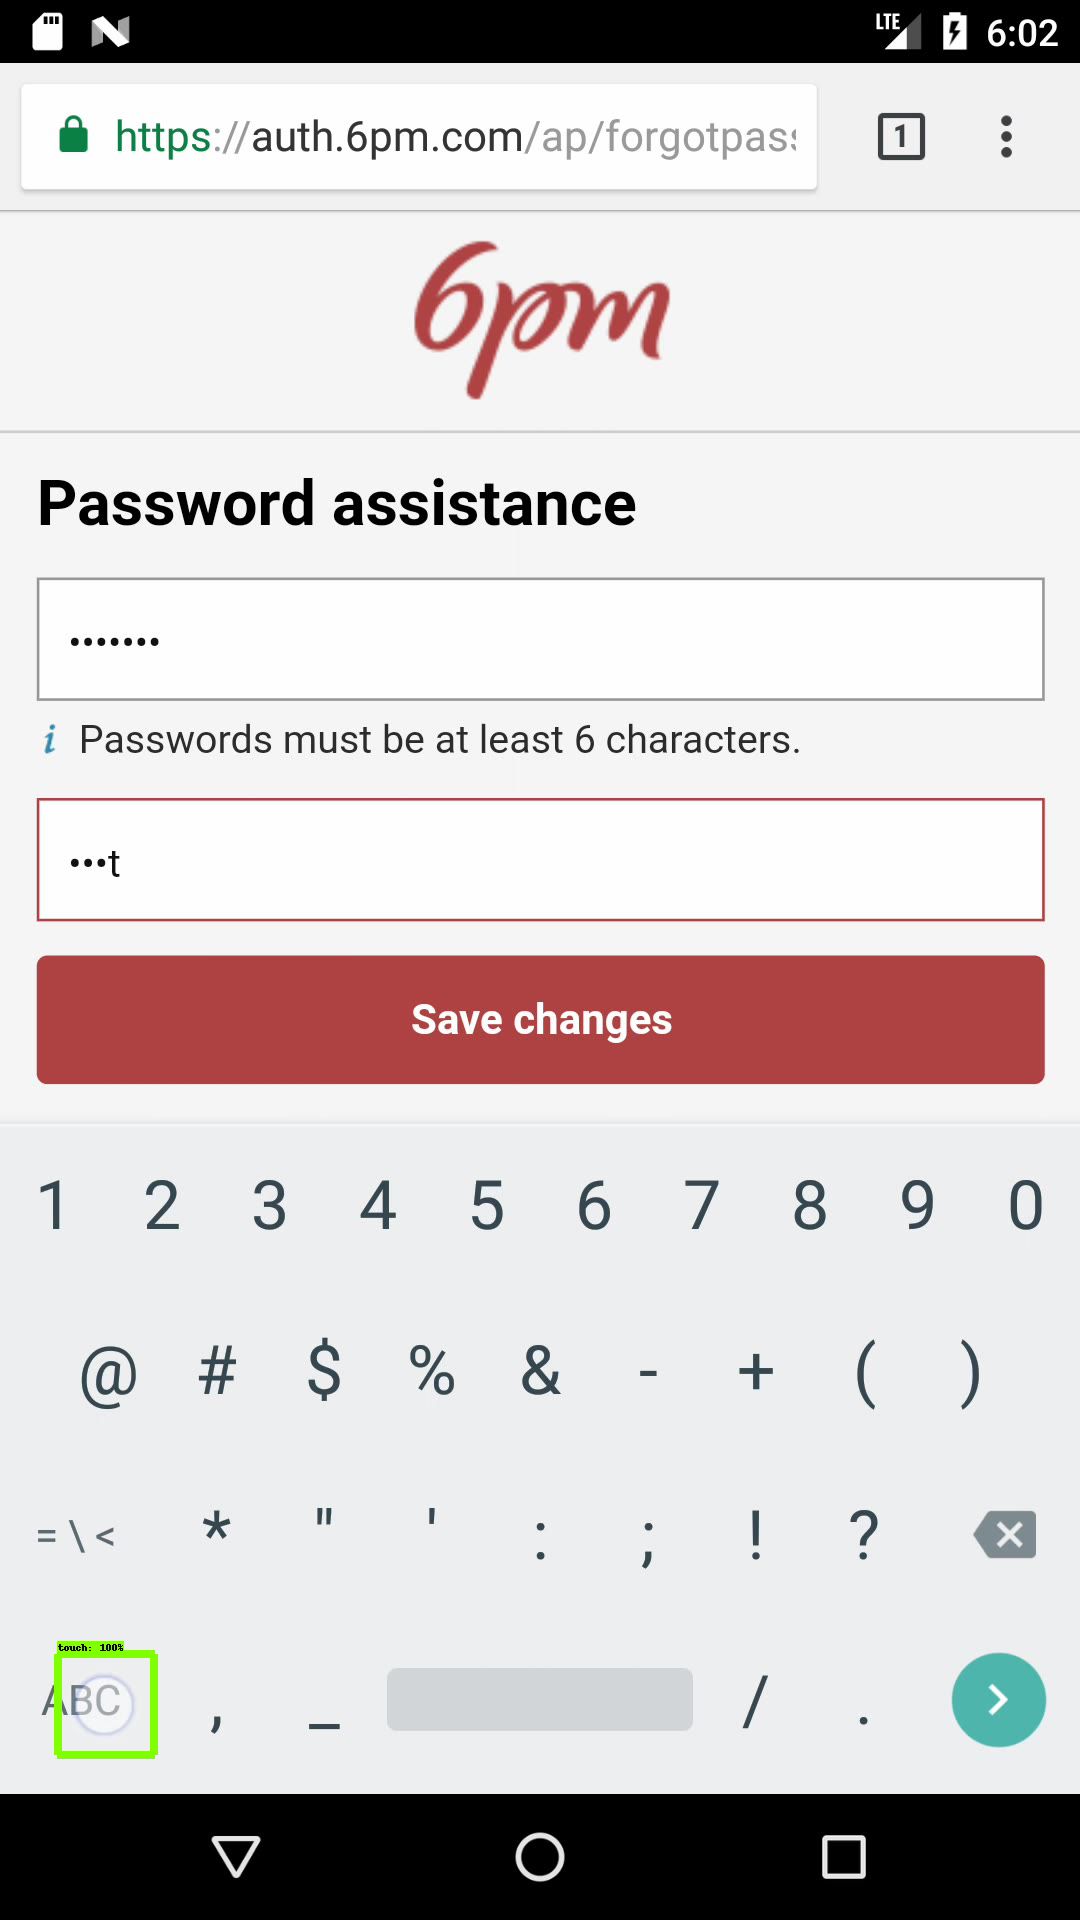 LTE 6:02
https://auth.6pm.com/ap/forgotpass 1
6pm
Password assistance
•••••••
i Passwords must be at least 6 characters.
•••t
Save changes
1 2 3 4 5 6 7 8 9 0
@ # $ % & - + ( )
= \ < * " ' : ; ! ?
touch: 100%
ABC , _ / .